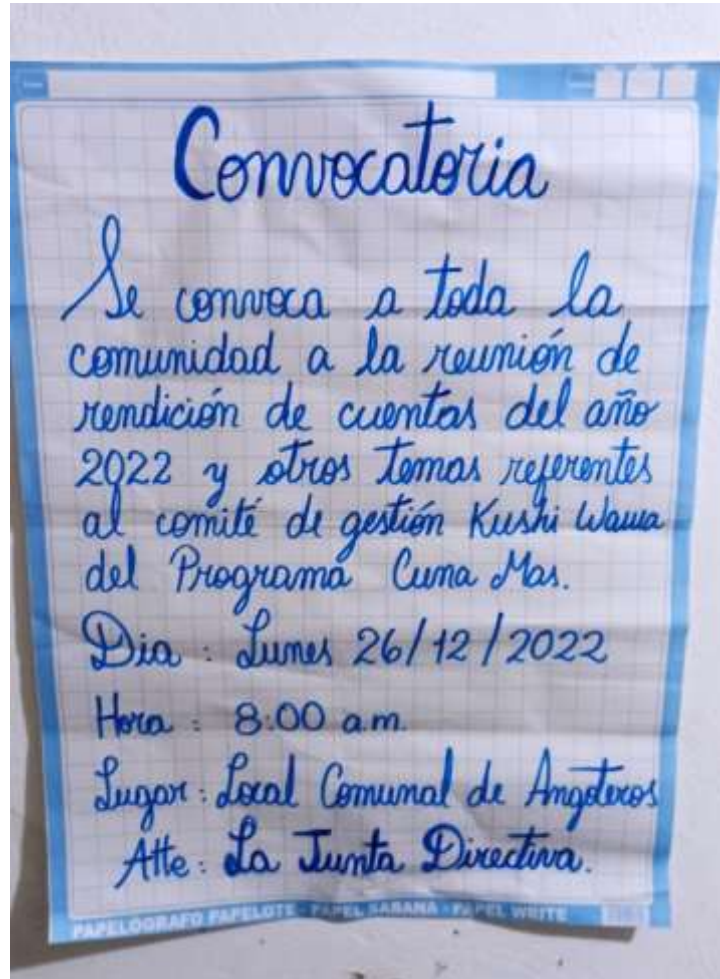 Convocatoria
Se convoca a toda la
comunidad a la reunión de
rendición de cuentas del año
2022 y otros temas referentes
al comité de gestión Kushi Wawa
del Programa Cuna Mas.
Dia : Lunes 26/12/2022
Hora : 8:00 a.m.
Lugar: Local Comunal de Angoteros
Atte: La Junta Directiva.
PAPELOGRAFO PAPELOTE - PAPEL SABANA - PAPEL WRITE